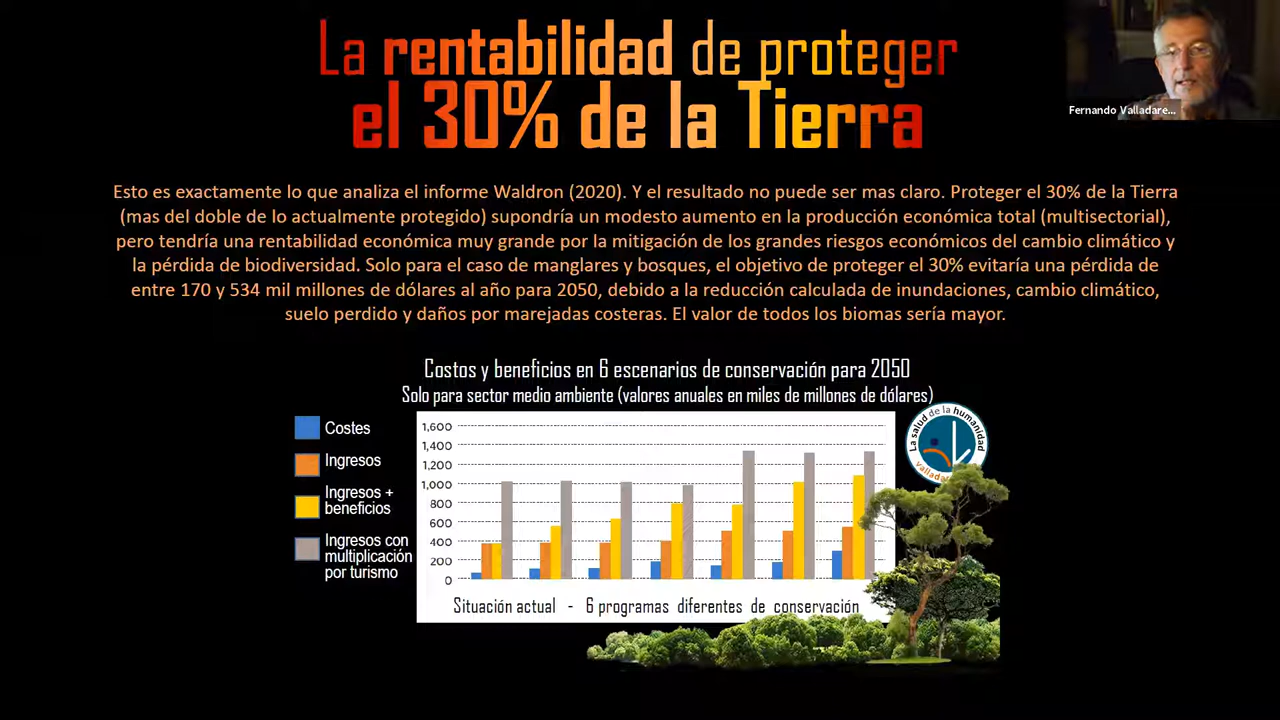 La rentabilidad de proteger
el 30% de la Tierra
Fernando Valladare...
Esto es exactamente lo que analiza el informe Waldron (2020). Y el resultado no puede ser mas claro. Proteger el 30% de la Tierra
(mas del doble de lo actualmente protegido) supondría un modesto aumento en la producción económica total (multisectorial),
pero tendría una rentabilidad económica muy grande por la mitigación de los grandes riesgos económicos del cambio climático y
la pérdida de biodiversidad. Solo para el caso de manglares y bosques, el objetivo de proteger el 30% evitaría una pérdida de
entre 170 y 534 mil millones de dólares al año para 2050, debido a la reducción calculada de inundaciones, cambio climático,
suelo perdido y daños por marejadas costeras. El valor de todos los biomas sería mayor.
Costos y beneficios en 6 escenarios de conservación para 2050
Solo para sector medio ambiente (valores anuales en miles de millones de dólares)
Costes
Ingresos
Ingresos +
beneficios
Ingresos con
multiplicación
por turismo
1,600
1,400
1,200
1,000
800
600
400
200
0
Situación actual - 6 programas diferentes de conservación
La salud de la humanidad